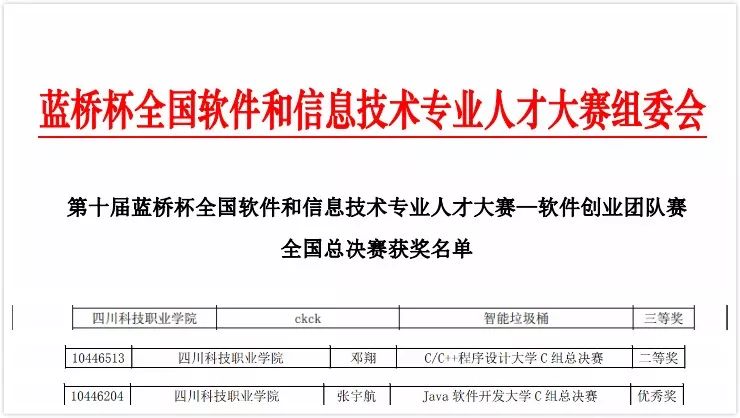 蓝桥杯全国软件和信息技术专业人才大赛组委会
第十届蓝桥杯全国软件和信息技术专业人才大赛—软件创业团队赛
全国总决赛获奖名单
四川科技职业学院 ckck 智能垃圾桶 三等奖
10446513 四川科技职业学院 邓翔 C/C++程序设计大学 C 组总决赛 二等奖
10446204 四川科技职业学院 张宇航 Java 软件开发大学 C 组总决赛 优秀奖